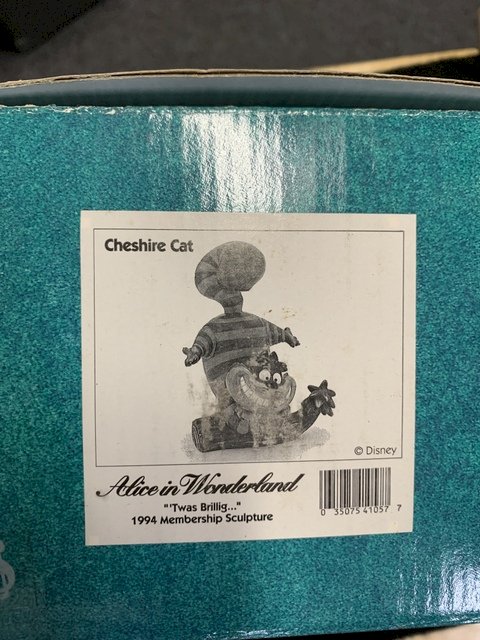 Cheshire Cat
© Disney
Alice in Wonderland
"'Twas Brillig..."
1994 Membership Sculpture
0 35075 41057 7